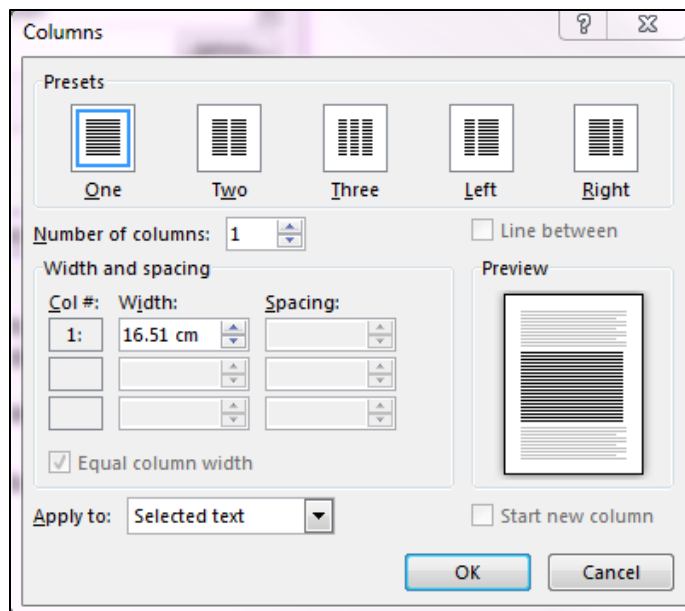 Columns
?
Presets
One Two Three Left Right
Number of columns: 1
Line between
Width and spacing
Preview
Col #: Width: Spacing:
1: 16.51 cm
Equal column width
Apply to: Selected text
Start new column
OK Cancel